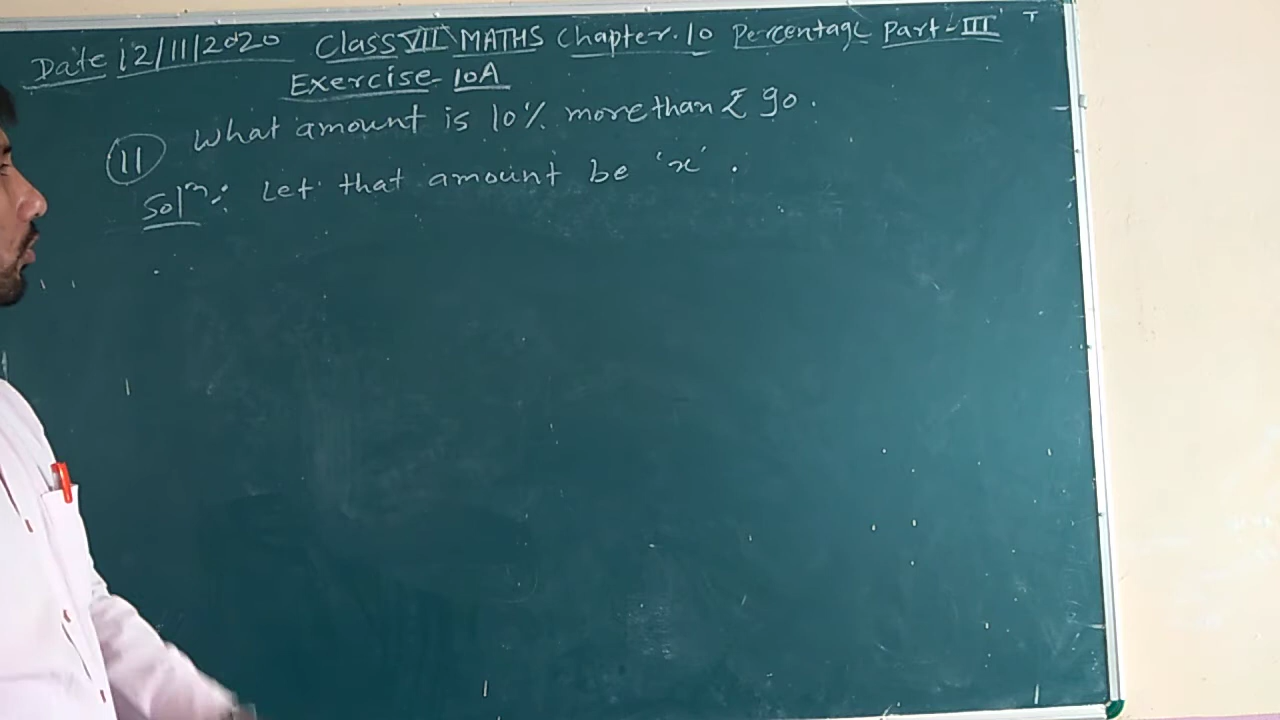 Date 12/11/2020 Class VII MATHS Chapter.10 Percentage Part-III
Exercise-10A
11 What amount is 10% more than ₹ 90.
Solⁿ: Let that amount be 'x'.